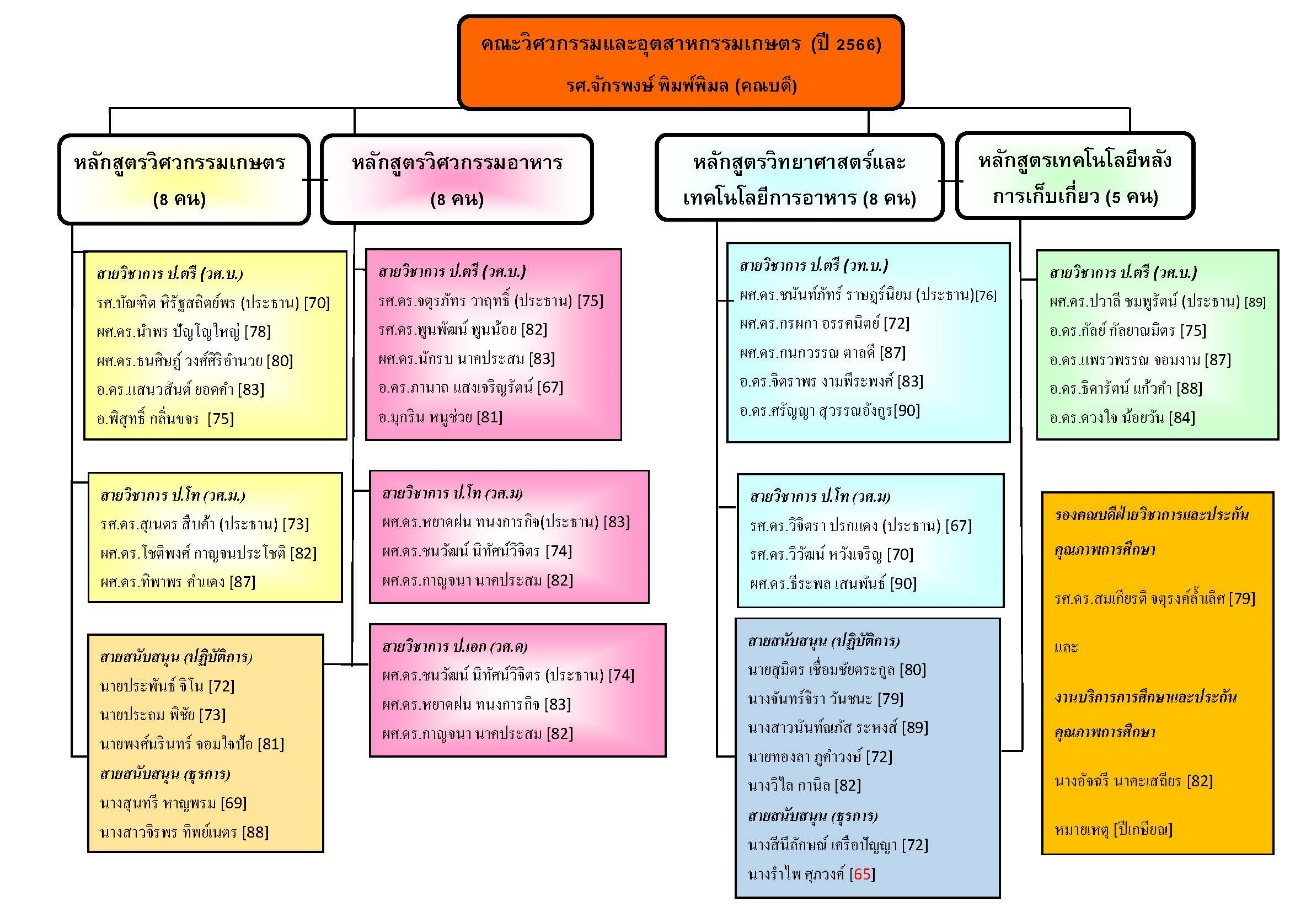 คณะวิศวกรรมและอุตสาหกรรมเกษตร (ปี 2566)
รศ.จักรพงษ์ พิมพ์พิมล (คณบดี)
หลักสูตรวิศวกรรมเกษตร
(8 คน)
หลักสูตรวิศวกรรมอาหาร
(8 คน)
หลักสูตรวิทยาศาสตร์และ
เทคโนโลยีการอาหาร (8 คน)
หลักสูตรเทคโนโลยีหลัง
การเก็บเกี่ยว (5 คน)
สายวิชาการ ป.ตรี (วศ.บ.)
รศ.บัณฑิต หิรัฐสถิตย์พร (ประธาน) [70]
ผศ.ดร.นำพร ปัญโญใหญ่ [78]
ผศ.ดร.ธนศิษฏ์ วงศ์ศิริอำนวย [80]
อ.ดร.แสนวสันต์ ยอดคำ [83]
อ.พิสุทธิ์ กลิ่นขจร [75]
สายวิชาการ ป.ตรี (วศ.บ.)
รศ.ดร.จตุรภัทร วาฤทธิ์ (ประธาน) [75]
รศ.ดร.พูนพัฒน์ พูนน้อย [82]
ผศ.ดร.นักรบ นาคประสม [83]
อ.ดร.ภานาถ แสงเจริญรัตน์ [67]
อ.มุกริน หนูช่วย [81]
สายวิชาการ ป.ตรี (วท.บ.)
ผศ.ดร.ชนันท์ภัทร์ ราษฎร์นิยม (ประธาน)[76]
ผศ.ดร.กรผกา อรรคนิตย์ [72]
ผศ.ดร.กนกวรรณ ตาลดี [87]
อ.ดร.จิตราพร งามพีระพงศ์ [83]
อ.ดร.ศรัญญา สุวรรณอังกูร[90]
สายวิชาการ ป.ตรี (วศ.บ.)
ผศ.ดร.ปวาลี ชมพูรัตน์ (ประธาน) [89]
อ.ดร.กัลย์ กัลยาณมิตร [75]
อ.ดร.แพรวพรรณ จอมงาม [87]
อ.ดร.ธิดารัตน์ แก้วคำ [88]
อ.ดร.ดวงใจ น้อยวัน [84]
สายวิชาการ ป.โท (วศ.ม.)
รศ.ดร.สุเนตร สืบค้า (ประธาน) [73]
ผศ.ดร.โชติพงศ์ กาญจนประโชติ [82]
ผศ.ดร.ทิพาพร คำแดง [87]
สายวิชาการ ป.โท (วศ.ม)
ผศ.ดร.หยาดฝน ทนงการกิจ(ประธาน) [83]
ผศ.ดร.ชนวัฒน์ นิทัศน์วิจิตร [74]
ผศ.ดร.กาญจนา นาคประสม [82]
สายวิชาการ ป.โท (วศ.ม)
รศ.ดร.วิจิตรา ปรกแดง (ประธาน) [67]
รศ.ดร.วิวัฒน์ หวังเจริญ [70]
ผศ.ดร.ธีระพล เสนพันธ์ [90]
สายสนับสนุน (ปฏิบัติการ)
นายประพันธ์ จิโน [72]
นายประถม พิชัย [73]
นายพงศ์นรินทร์ จอมใจป้อ [81]
สายสนับสนุน (ธุรการ)
นางสุนทรี หาญพรม [69]
นางสาวจิรพร ทิพย์เนตร [88]
สายวิชาการ ป.เอก (วศ.ด)
ผศ.ดร.ชนวัฒน์ นิทัศน์วิจิตร (ประธาน) [74]
ผศ.ดร.หยาดฝน ทนงการกิจ [83]
ผศ.ดร.กาญจนา นาคประสม [82]
สายสนับสนุน (ปฏิบัติการ)
นายสุมิตร เชื่อมชัยตระกูล [80]
นางจันทร์จิรา วันชนะ [79]
นางสาวนันท์ณภัส ระหงส์ [89]
นายทองลา ภูคำวงษ์ [72]
นางวิไล กานิล [82]
สายสนับสนุน (ธุรการ)
นางสินีลักษณ์ เครือปัญญา [72]
นางรำไพ ศุภวงศ์ [65]
รองคณบดีฝ่ายวิชาการและประกัน
คุณภาพการศึกษา
รศ.ดร.สมเกียรติ จตุรงค์ล้ำเลิศ [79]
และ
งานบริการการศึกษาและประกัน
คุณภาพการศึกษา
นางอัจฉรี นาคะเสถียร [82]
หมายเหตุ [ปีเกษียณ]